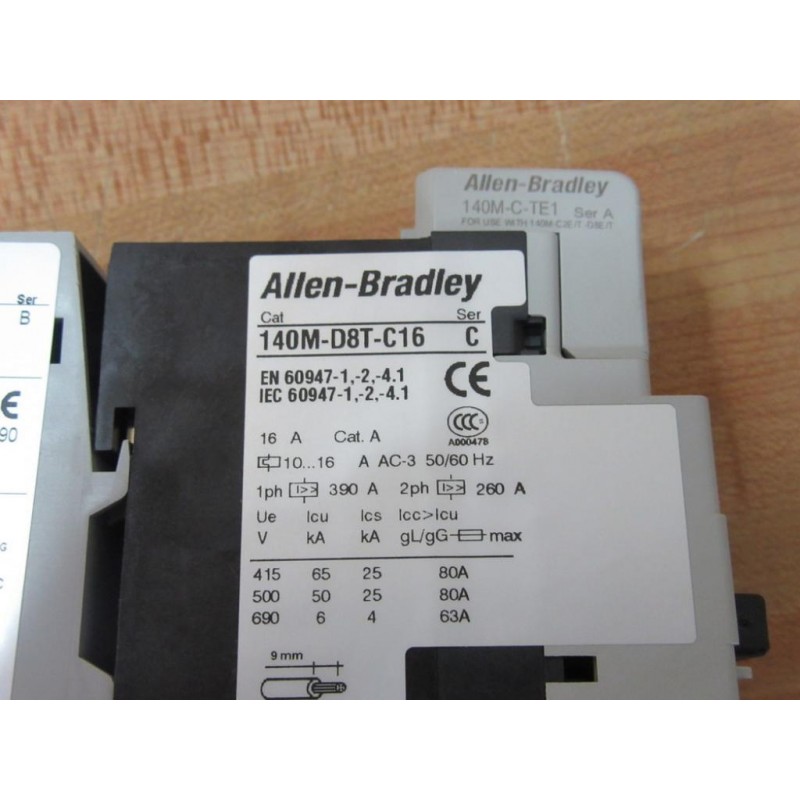 Allen-Bradley
140M-C-TE1 Ser A
FOR USE WITH 140M-C2E/T -D8E/T
Ser
B
E
90
G
C
Allen-Bradley
Cat Ser
140M-D8T-C16 C
EN 60947-1,-2,-4.1
IEC 60947-1,-2,-4.1
CE
CCC
A000478
16 A Cat. A
10...16 A AC-3 50/60 Hz
1ph I>> 390 A 2ph I>> 260 A
Ue Icu Ics Icc>Icu
V kA kA gL/gG max
415 65 25 80A
500 50 25 80A
690 6 4 63A
9 mm